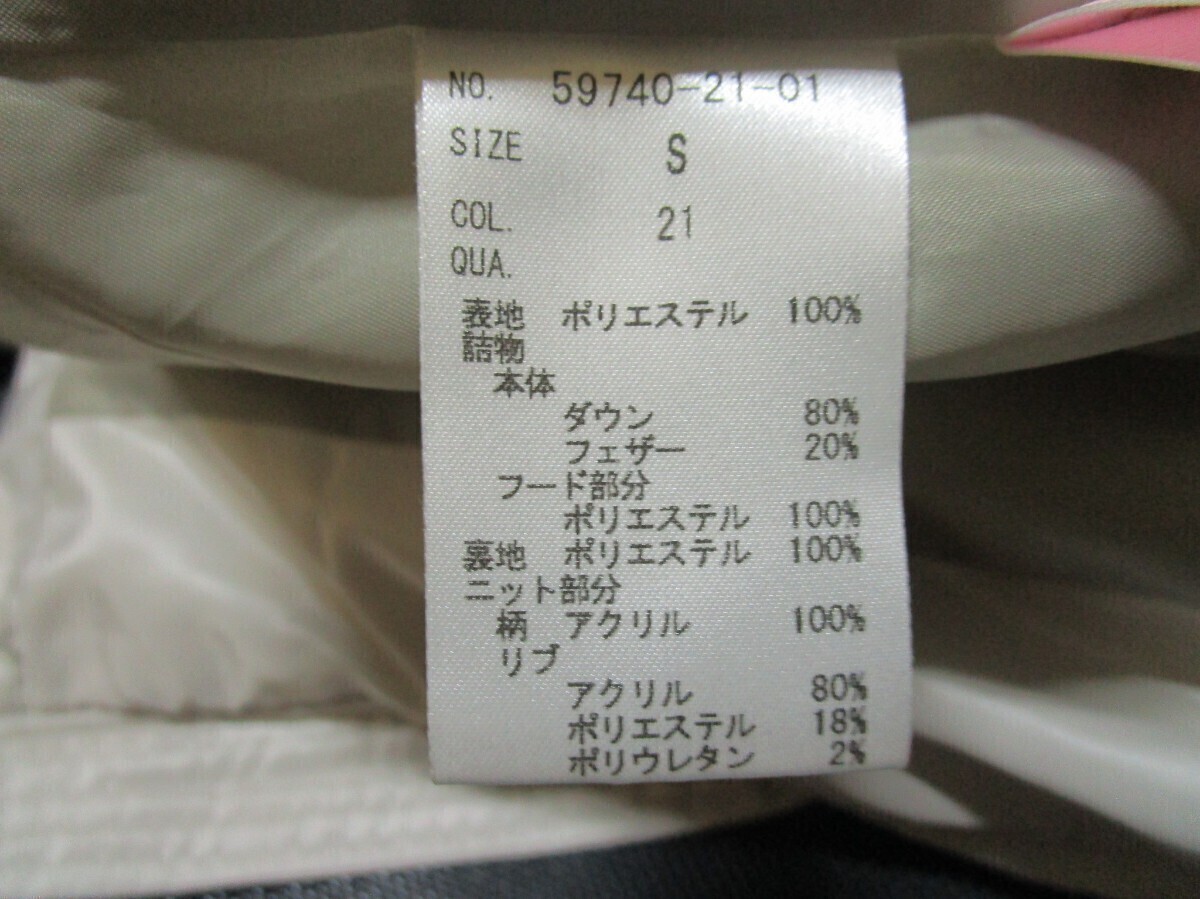 NO. 59740-21-01
SIZE S
COL. 21
QUA.
表地 ポリエステル 100%
詰物
本体
ダウン 80%
フェザー 20%
フード部分
ポリエステル 100%
裏地 ポリエステル 100%
ニット部分
柄 アクリル 100%
リブ
アクリル 80%
ポリエステル 18%
ポリウレタン 2%